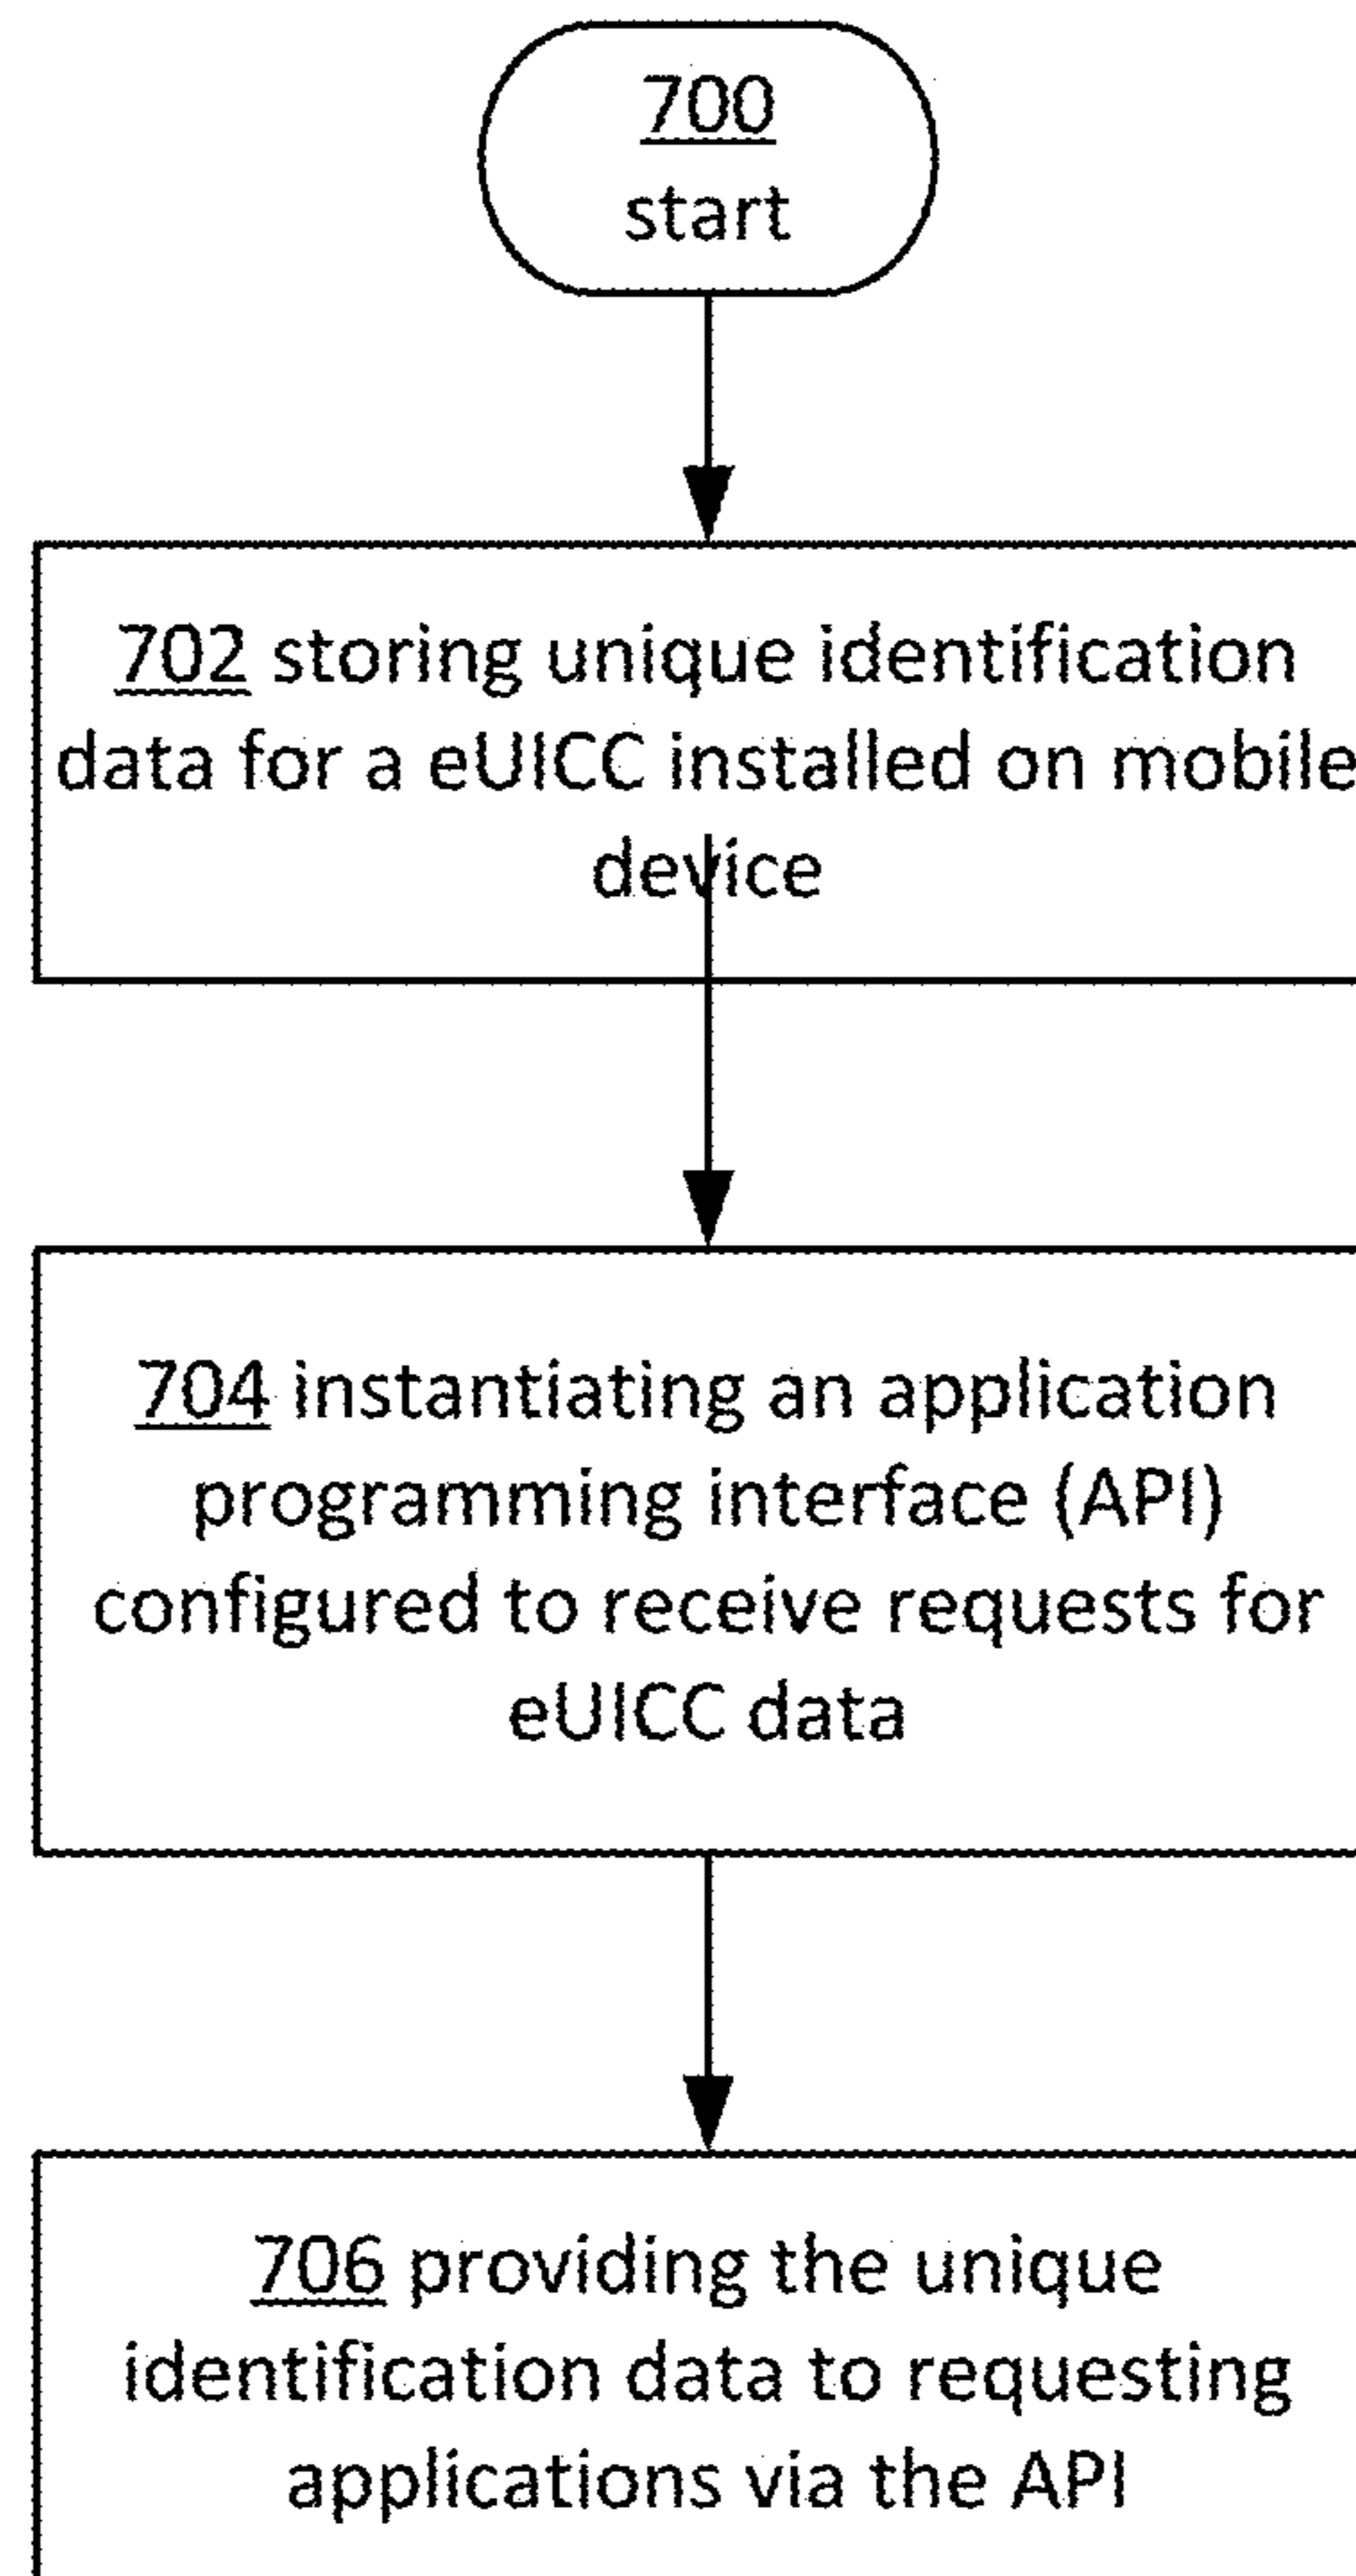 700
start
702 storing unique identification
data for a eUICC installed on mobile
device
704 instantiating an application
programming interface (API)
configured to receive requests for
eUICC data
706 providing the unique
identification data to requesting
applications via the API